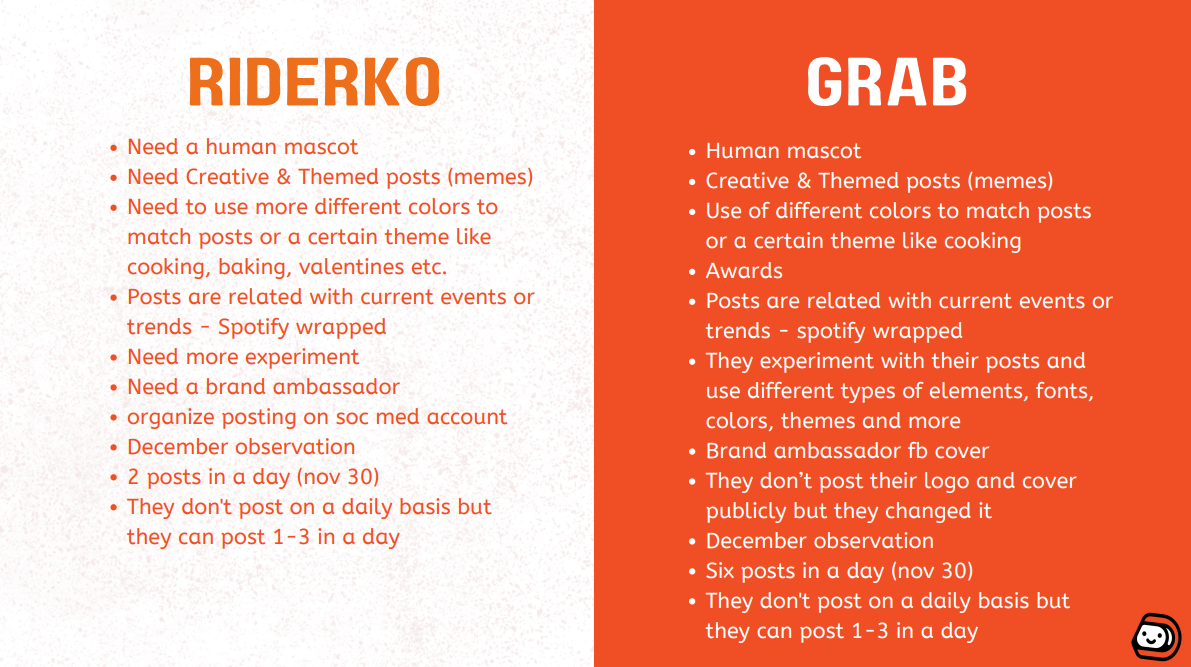 RIDERKO
• Need a human mascot
• Need Creative & Themed posts (memes)
• Need to use more different colors to
match posts or a certain theme like
cooking, baking, valentines etc.
• Posts are related with current events or
trends - Spotify wrapped
• Need more experiment
• Need a brand ambassador
• organize posting on soc med account
• December observation
• 2 posts in a day (nov 30)
• They don't post on a daily basis but
they can post 1-3 in a day
GRAB
• Human mascot
• Creative & Themed posts (memes)
• Use of different colors to match posts
or a certain theme like cooking
• Awards
• Posts are related with current events or
trends - spotify wrapped
• They experiment with their posts and
use different types of elements, fonts,
colors, themes and more
• Brand ambassador fb cover
• They don’t post their logo and cover
publicly but they changed it
• December observation
• Six posts in a day (nov 30)
• They don't post on a daily basis but
they can post 1-3 in a day